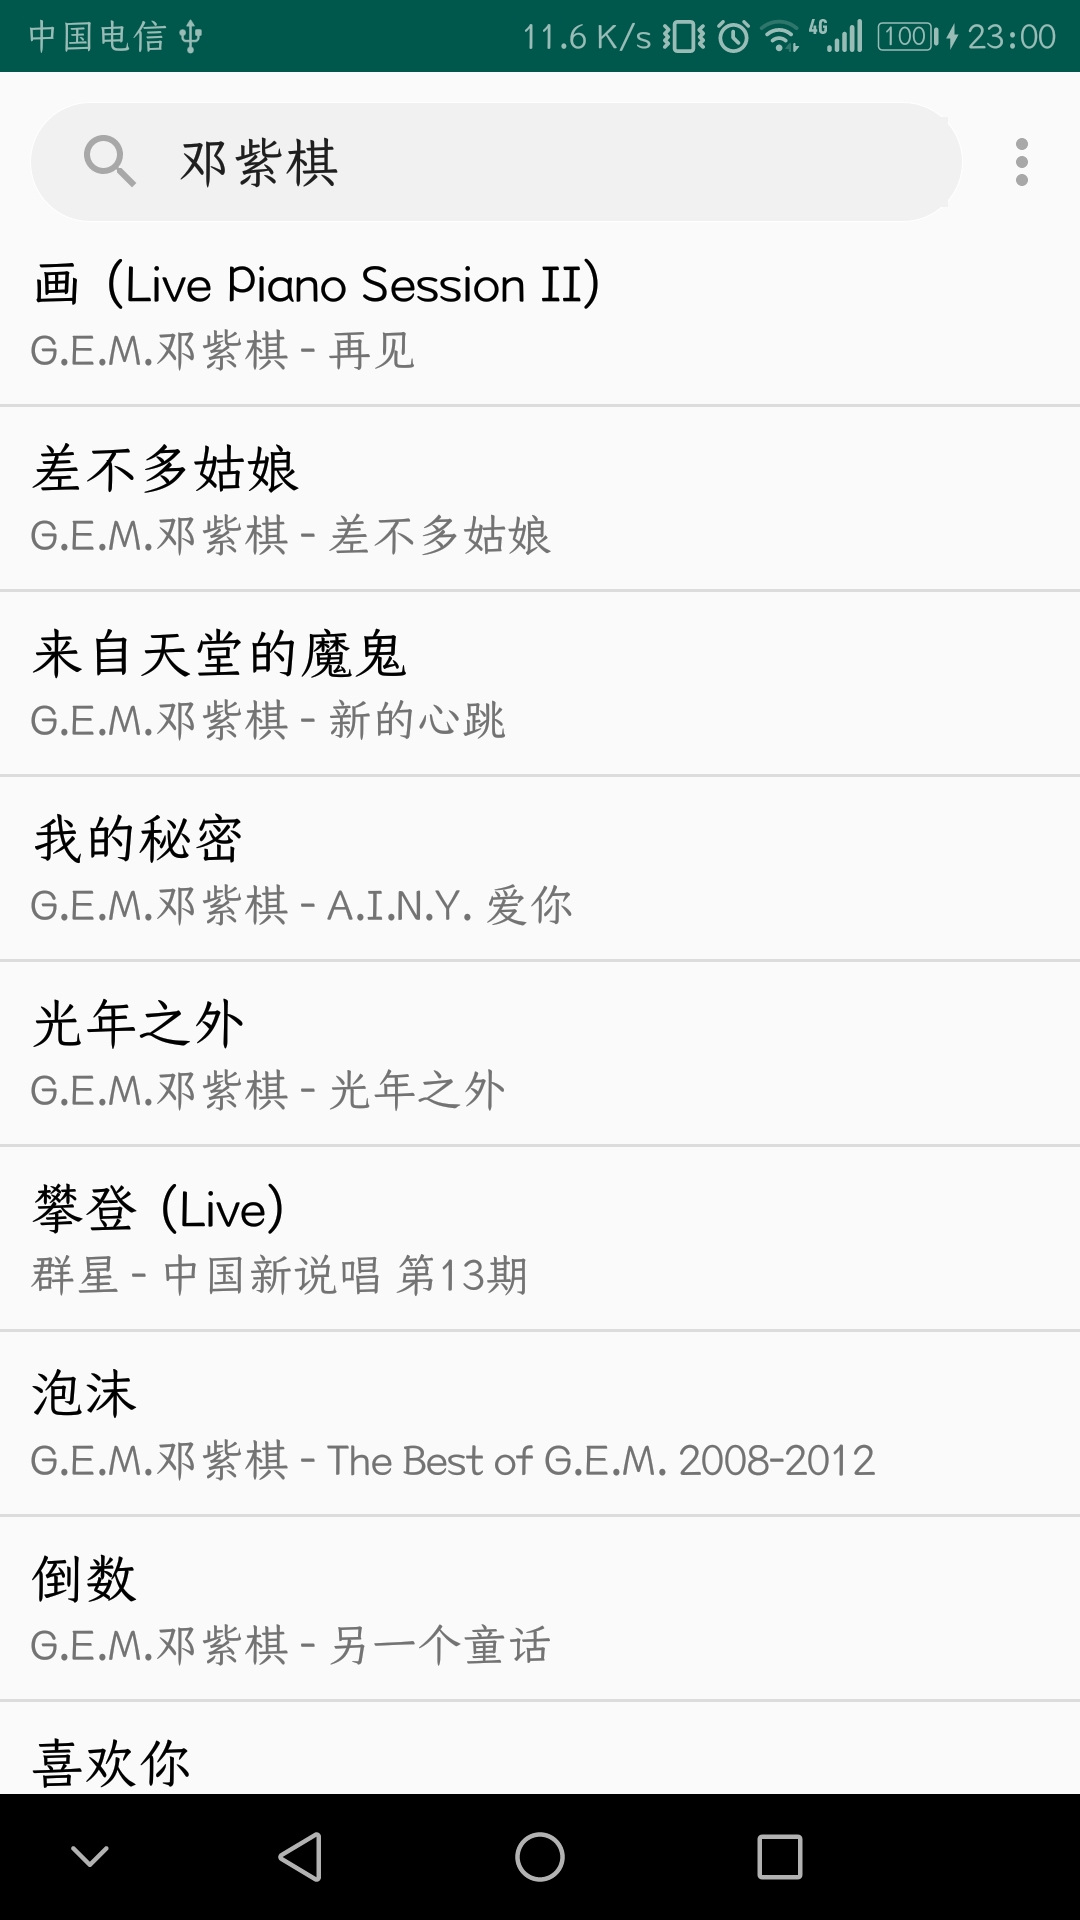 中国电信 11.6 K/s 4G 100 23:00
邓紫棋
画 (Live Piano Session II)
G.E.M.邓紫棋 - 再见
差不多姑娘
G.E.M.邓紫棋 - 差不多姑娘
来自天堂的魔鬼
G.E.M.邓紫棋 - 新的心跳
我的秘密
G.E.M.邓紫棋 - A.I.N.Y. 爱你
光年之外
G.E.M.邓紫棋 - 光年之外
攀登 (Live)
群星 - 中国新说唱 第13期
泡沫
G.E.M.邓紫棋 - The Best of G.E.M. 2008-2012
倒数
G.E.M.邓紫棋 - 另一个童话
喜欢你